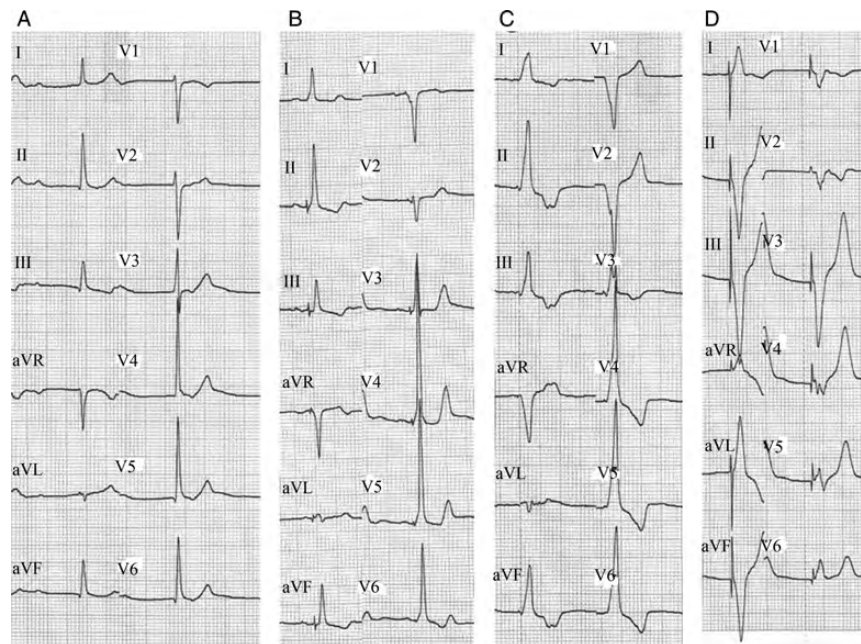 A
I V1
II V2
III V3
aVR V4
aVL V5
aVF V6
B
I V1
II V2
III V3
aVR V4
aVL V5
aVF V6
C
I V1
II V2
III V3
aVR V4
aVL V5
aVF V6
D
I V1
II V2
III V3
aVR V4
aVL V5
aVF V6